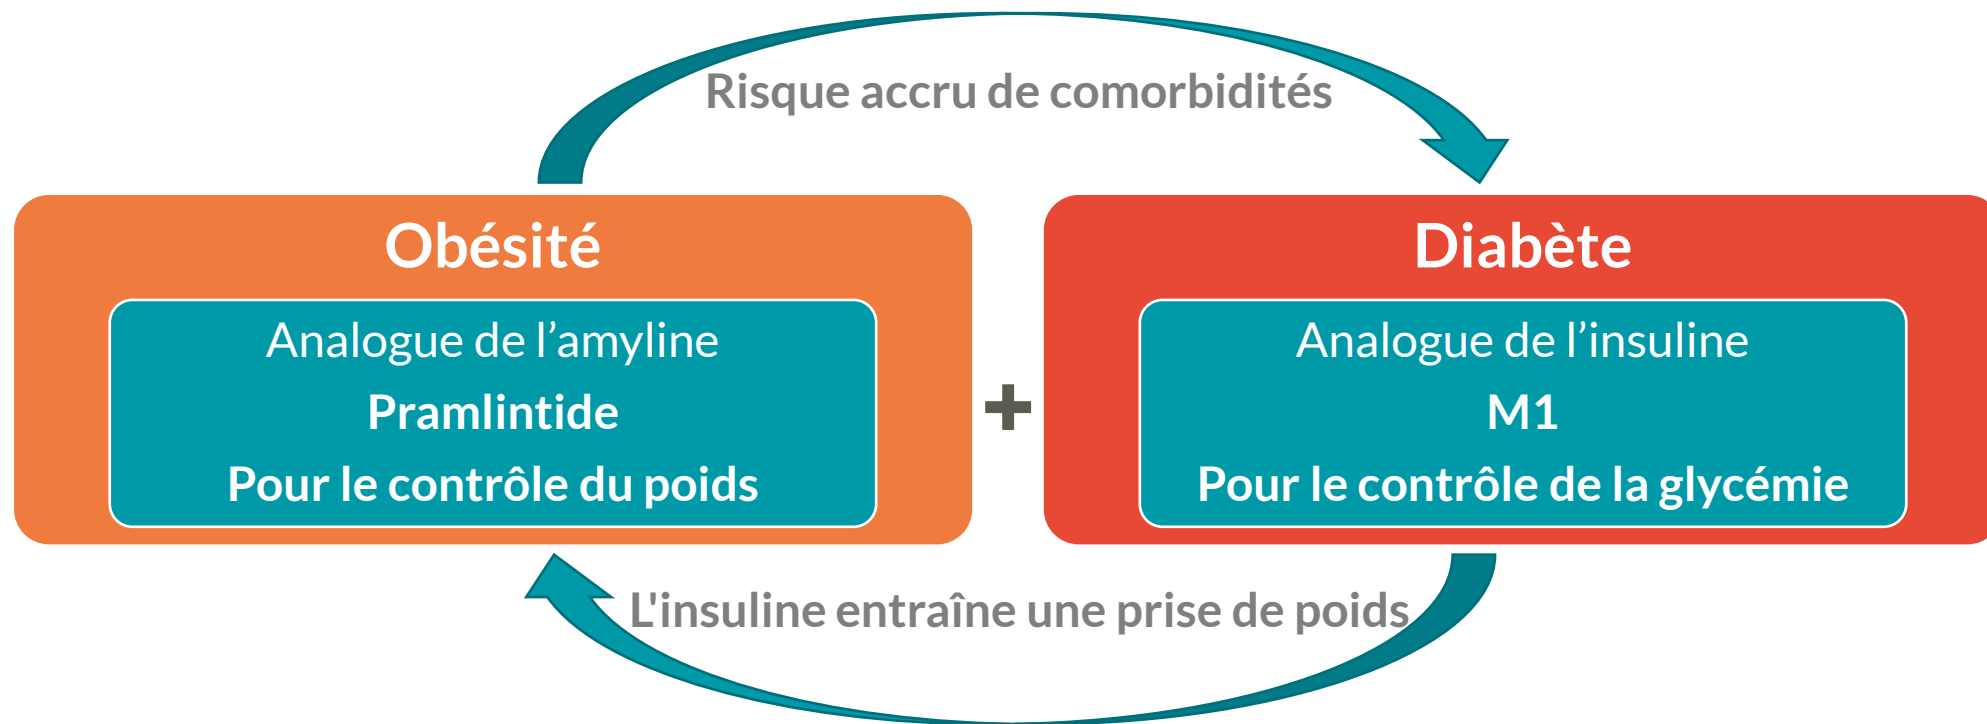 Risque accru de comorbidités
Obésité
Analogue de l’amyline
Pramlintide
Pour le contrôle du poids
+
Diabète
Analogue de l’insuline
M1
Pour le contrôle de la glycémie
L'insuline entraîne une prise de poids